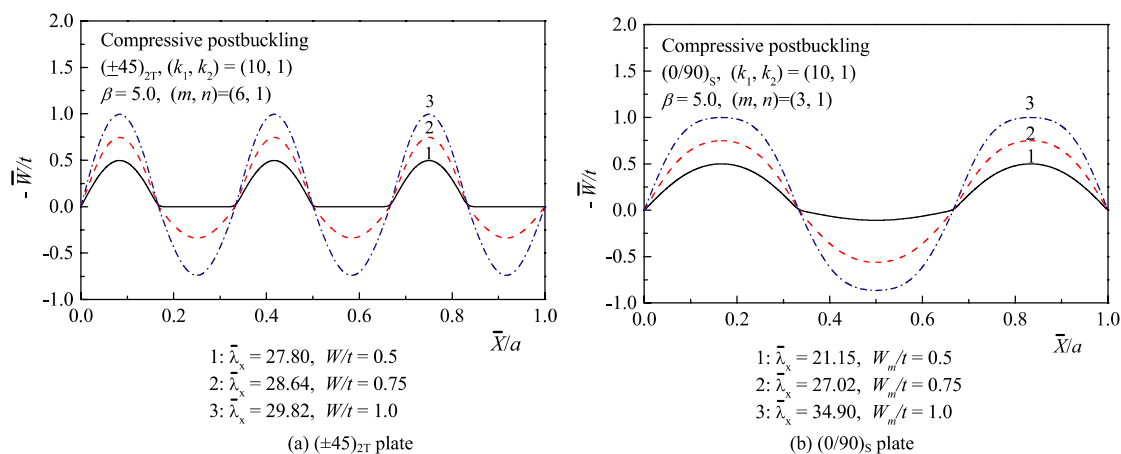 Compressive postbuckling
(±45)2T, (k1, k2) = (10, 1)
β = 5.0, (m, n)=(6, 1)
3
2
1
2.0
1.5
1.0
0.5
0.0
-0.5
-1.0
- W̅/t
0.0 0.2 0.4 0.6 0.8 1.0
X̅/a
1: λ̅x = 27.80, W/t = 0.5
2: λ̅x = 28.64, W/t = 0.75
3: λ̅x = 29.82, W/t = 1.0
(a) (±45)2T plate
Compressive postbuckling
(0/90)S, (k1, k2) = (10, 1)
β = 5.0, (m, n)=(3, 1)
3
2
1
2.0
1.5
1.0
0.5
0.0
-0.5
-1.0
- W̅/t
0.0 0.2 0.4 0.6 0.8 1.0
X̅/a
1: λ̅x = 21.15, Wm/t = 0.5
2: λ̅x = 27.02, Wm/t = 0.75
3: λ̅x = 34.90, Wm/t = 1.0
(b) (0/90)S plate